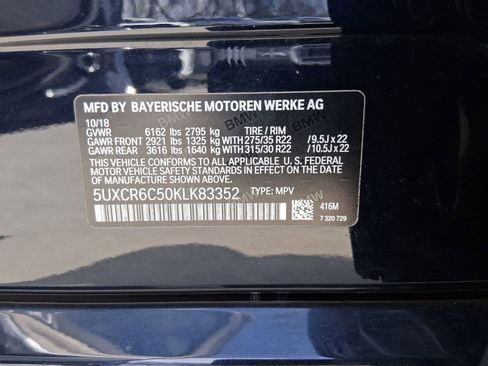 MFD BY BAYERISCHE MOTOREN WERKE AG
10/18
GVWR 6162 lbs 2795 kg TIRE / RIM
GAWR FRONT 2921 lbs 1325 kg WITH 275/35 R22 / 9.5J x 22
GAWR REAR 3616 lbs 1640 kg WITH 315/30 R22 / 10.5J x 22
THIS VEHICLE CONFORMS TO ALL APPLICABLE U. S. FEDERAL MOTOR
VEHICLE SAFETY STANDARDS IN EFFECT ON THE DATE OF
MANUFACTURE SHOWN ABOVE.
5UXCR6C50KLK83352 TYPE: MPV
416M
7 320 729